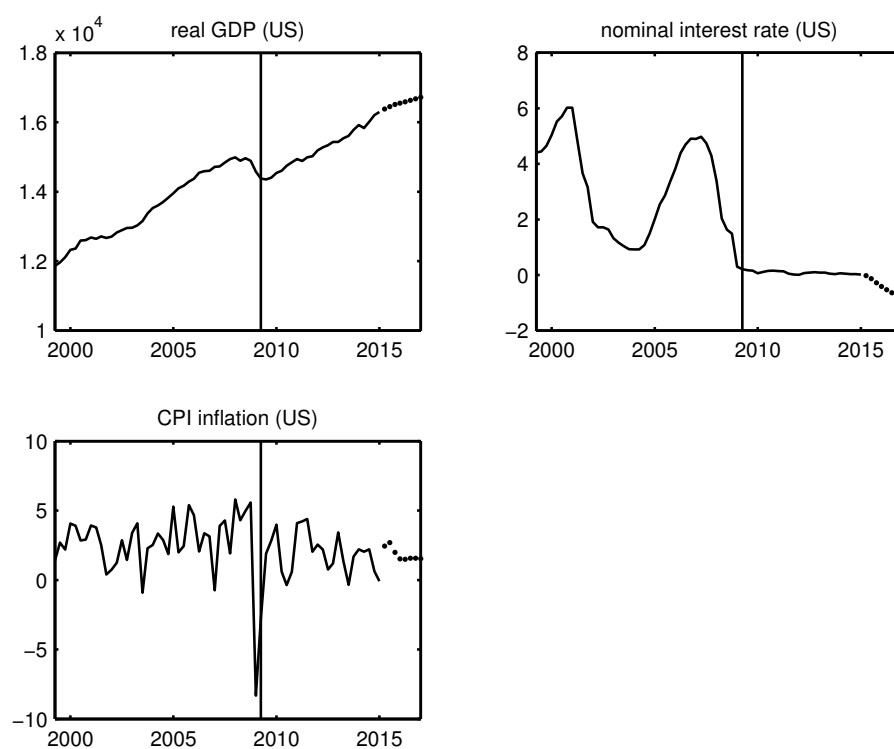 real GDP (US)
x 10⁴
1.8
1.6
1.4
1.2
1
2000 2005 2010 2015
nominal interest rate (US)
8
6
4
2
0
−2
2000 2005 2010 2015
CPI inflation (US)
10
5
0
−5
−10
2000 2005 2010 2015